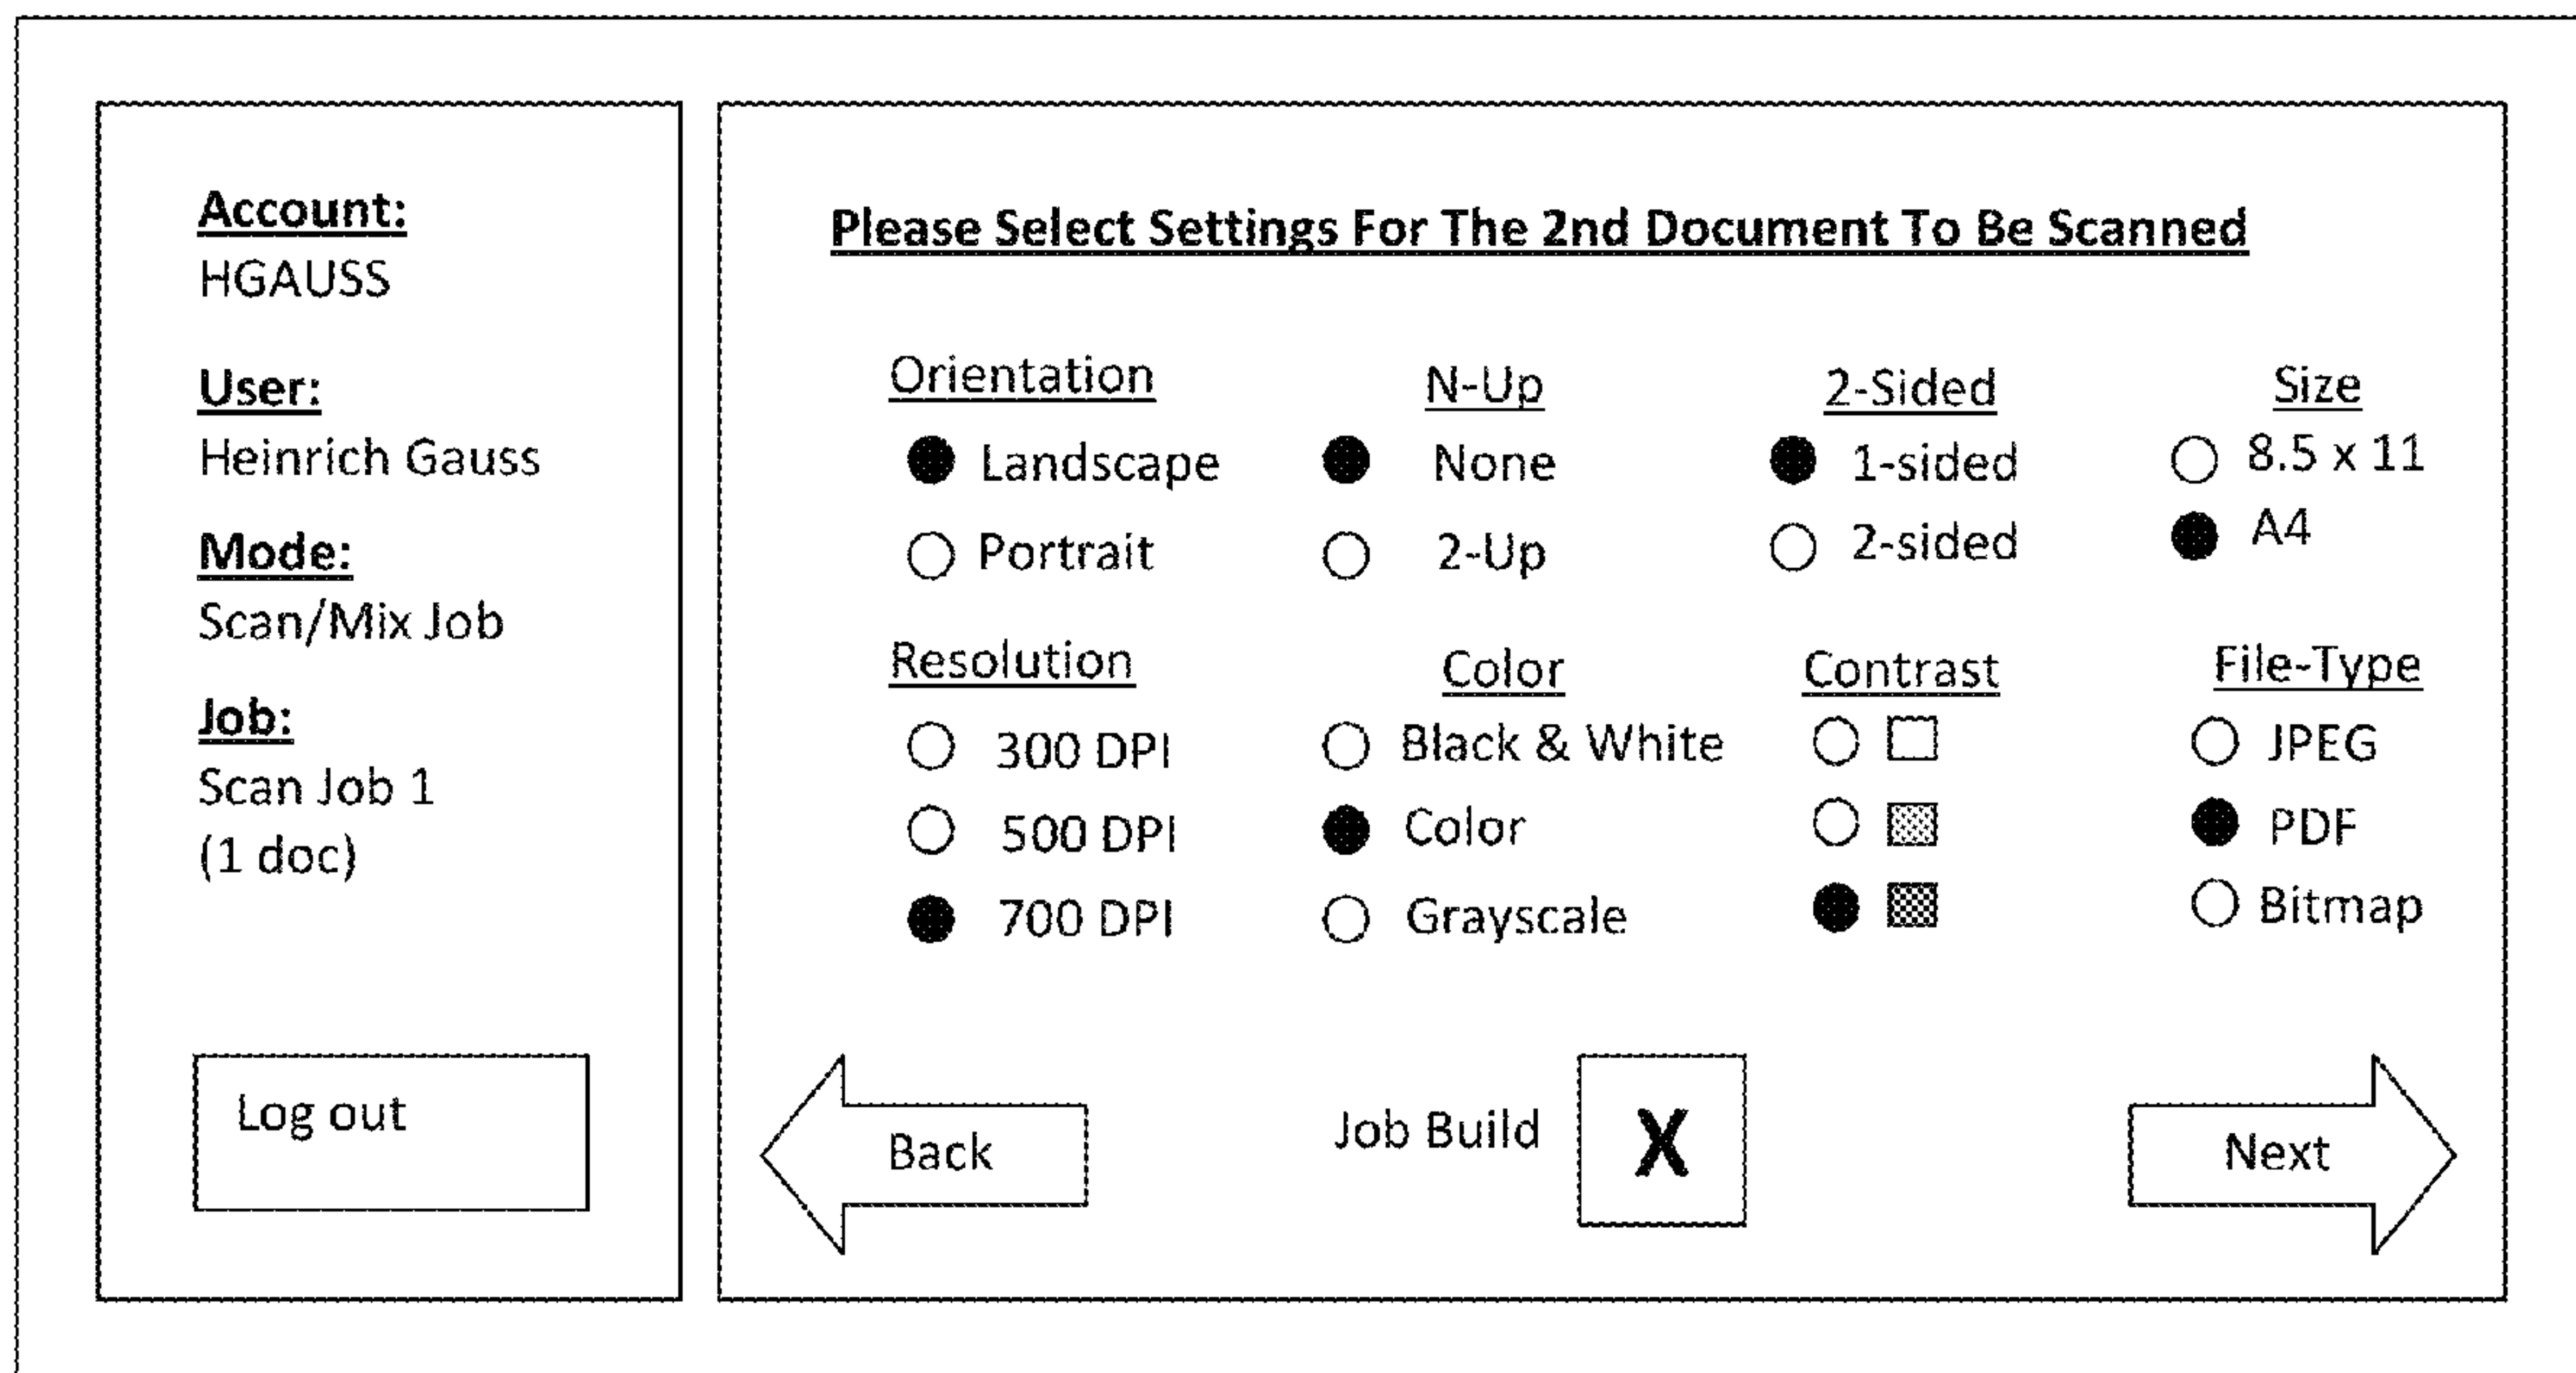 Account:
HGAUSS
User:
Heinrich Gauss
Mode:
Scan/Mix Job
Job:
Scan Job 1
(1 doc)
Log out
Please Select Settings For The 2nd Document To Be Scanned
Orientation
Landscape
Portrait
N-Up
None
2-Up
2-Sided
1-sided
2-sided
Size
8.5 x 11
A4
Resolution
300 DPI
500 DPI
700 DPI
Color
Black & White
Color
Grayscale
Contrast
File-Type
JPEG
PDF
Bitmap
Back
Job Build
X
Next